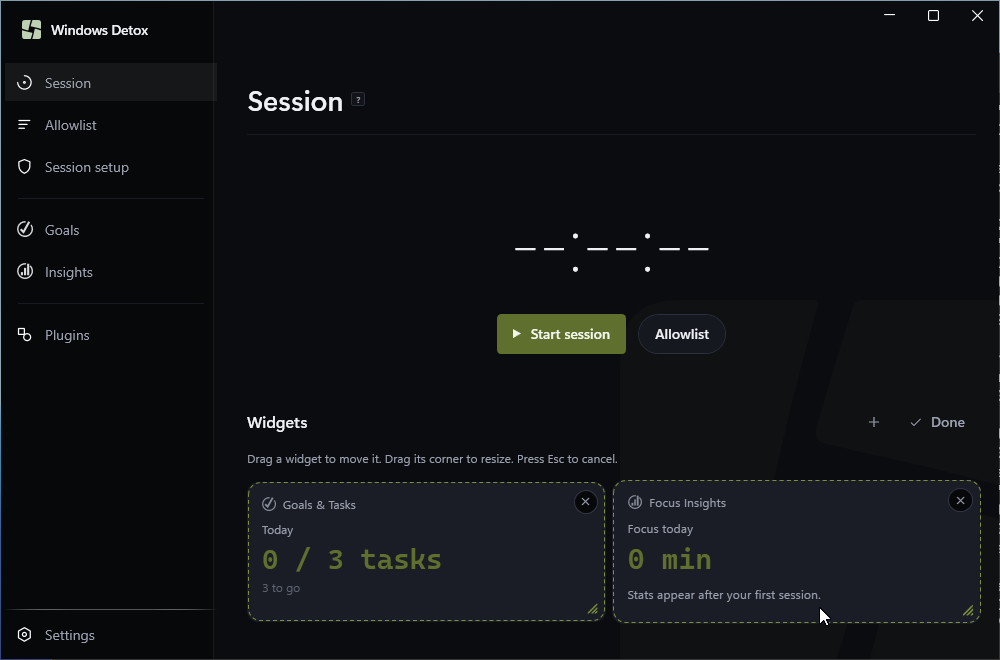 Windows Detox
Session
Allowlist
Session setup
Goals
Insights
Plugins
Settings
Session ?
– – : – – : – –
Start session
Allowlist
Widgets
+ Done
Drag a widget to move it. Drag its corner to resize. Press Esc to cancel.
Goals & Tasks
Today
0 / 3 tasks
3 to go
Focus Insights
Focus today
0 min
Stats appear after your first session.